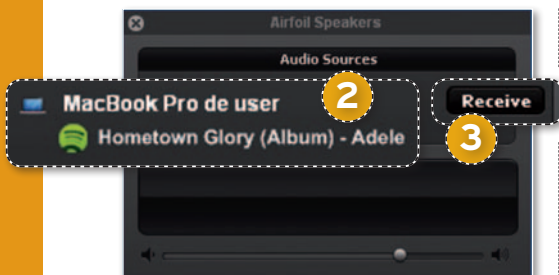 Airfoil Speakers
Audio Sources
MacBook Pro de user
2
Receive
Hometown Glory (Album) - Adele
3